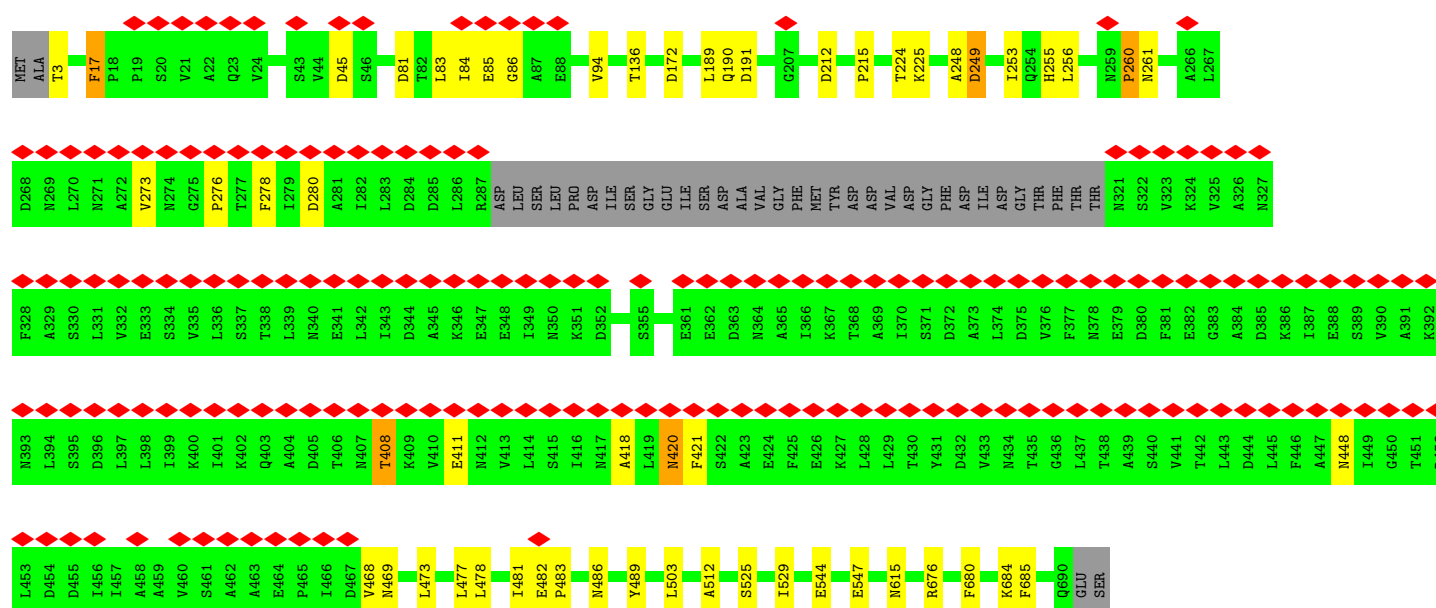 MET ALA T3 F17 P18 P19 S20 V21 A22 Q23 V24 S43 V44 D45 S46 D81 T82 L83 I84 E85 G86 A87 E88 V94 T136 D172 L189 Q190 D191 G207 D212 P215 T224 K225 A248 D249 I253 Q254 H255 L256 N259 P260 N261 A266 L267
D268 N269 L270 N271 A272 V273 N274 G275 P276 T277 F278 I279 D280 A281 I282 L283 D284 D285 L286 R287 ASP LEU SER LEU PRO ASP ILE SER GLY GLU ILE SER ASP ALA VAL GLY PHE MET TYR ASP ASP VAL ASP GLY PHE ASP ILE ASP GLY THR PHE THR THR N321 S322 V323 K324 V325 A326 N327
F328 A329 S330 L331 V332 E333 S334 V335 L336 S337 T338 L339 N340 E341 L342 I343 D344 A345 K346 E347 E348 I349 N350 K351 D352 S355 E361 E362 D363 N364 A365 I366 K367 T368 A369 I370 S371 D372 A373 L374 D375 V376 F377 N378 E379 D380 F381 E382 G383 A384 D385 K386 I387 E388 S389 V390 A391 K392
N393 L394 S395 D396 L397 L398 I399 K400 I401 K402 Q403 A404 D405 T406 N407 T408 K409 V410 E411 N412 V413 L414 S415 I416 N417 A418 L419 N420 F421 S422 A423 E424 F425 E426 K427 L428 L429 T430 Y431 D432 V433 N434 T435 G436 L437 T438 A439 S440 V441 T442 L443 D444 L445 F446 A447 N448 I449 G450 T451
L453 D454 D455 I456 I457 A458 A459 V460 S461 A462 A463 E464 P465 I466 D467 V468 N469 L473 L477 L478 I481 E482 P483 N486 Y489 L503 A512 S525 I529 E544 E547 N615 R676 F680 K684 F685 Q690 GLU SER